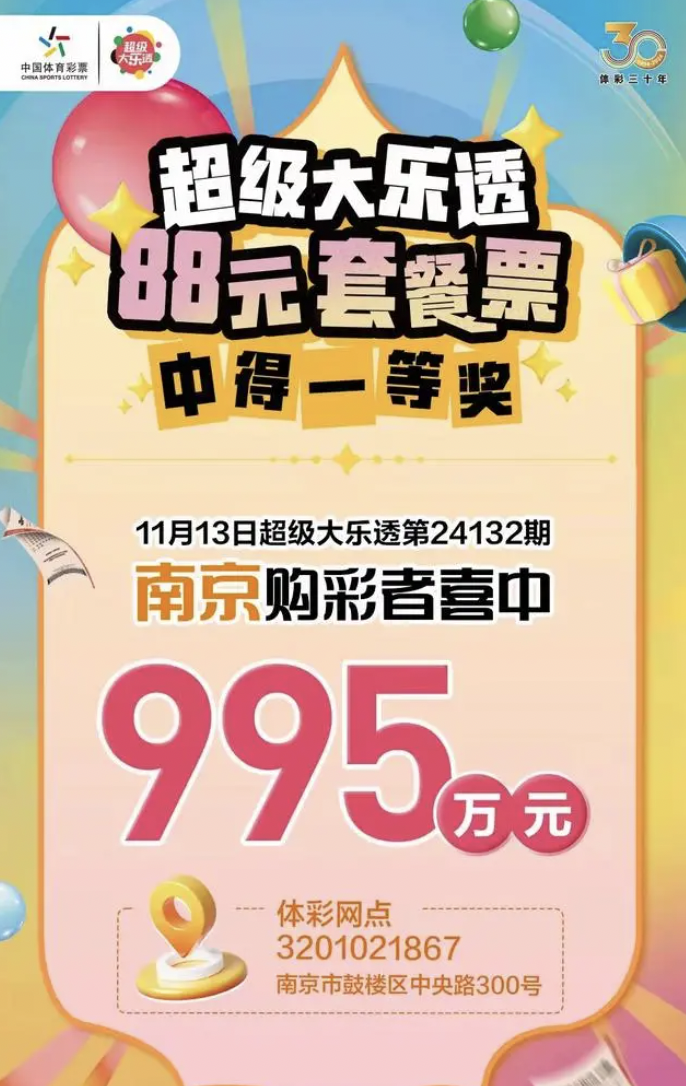 中国体育彩票
CHINA SPORTS LOTTERY
超级
大乐透
30
体彩三十年
超级大乐透
88元套餐票
中得一等奖
11月13日超级大乐透第24132期
南京购彩者喜中
995万元
体彩网点
3201021867
南京市鼓楼区中央路300号